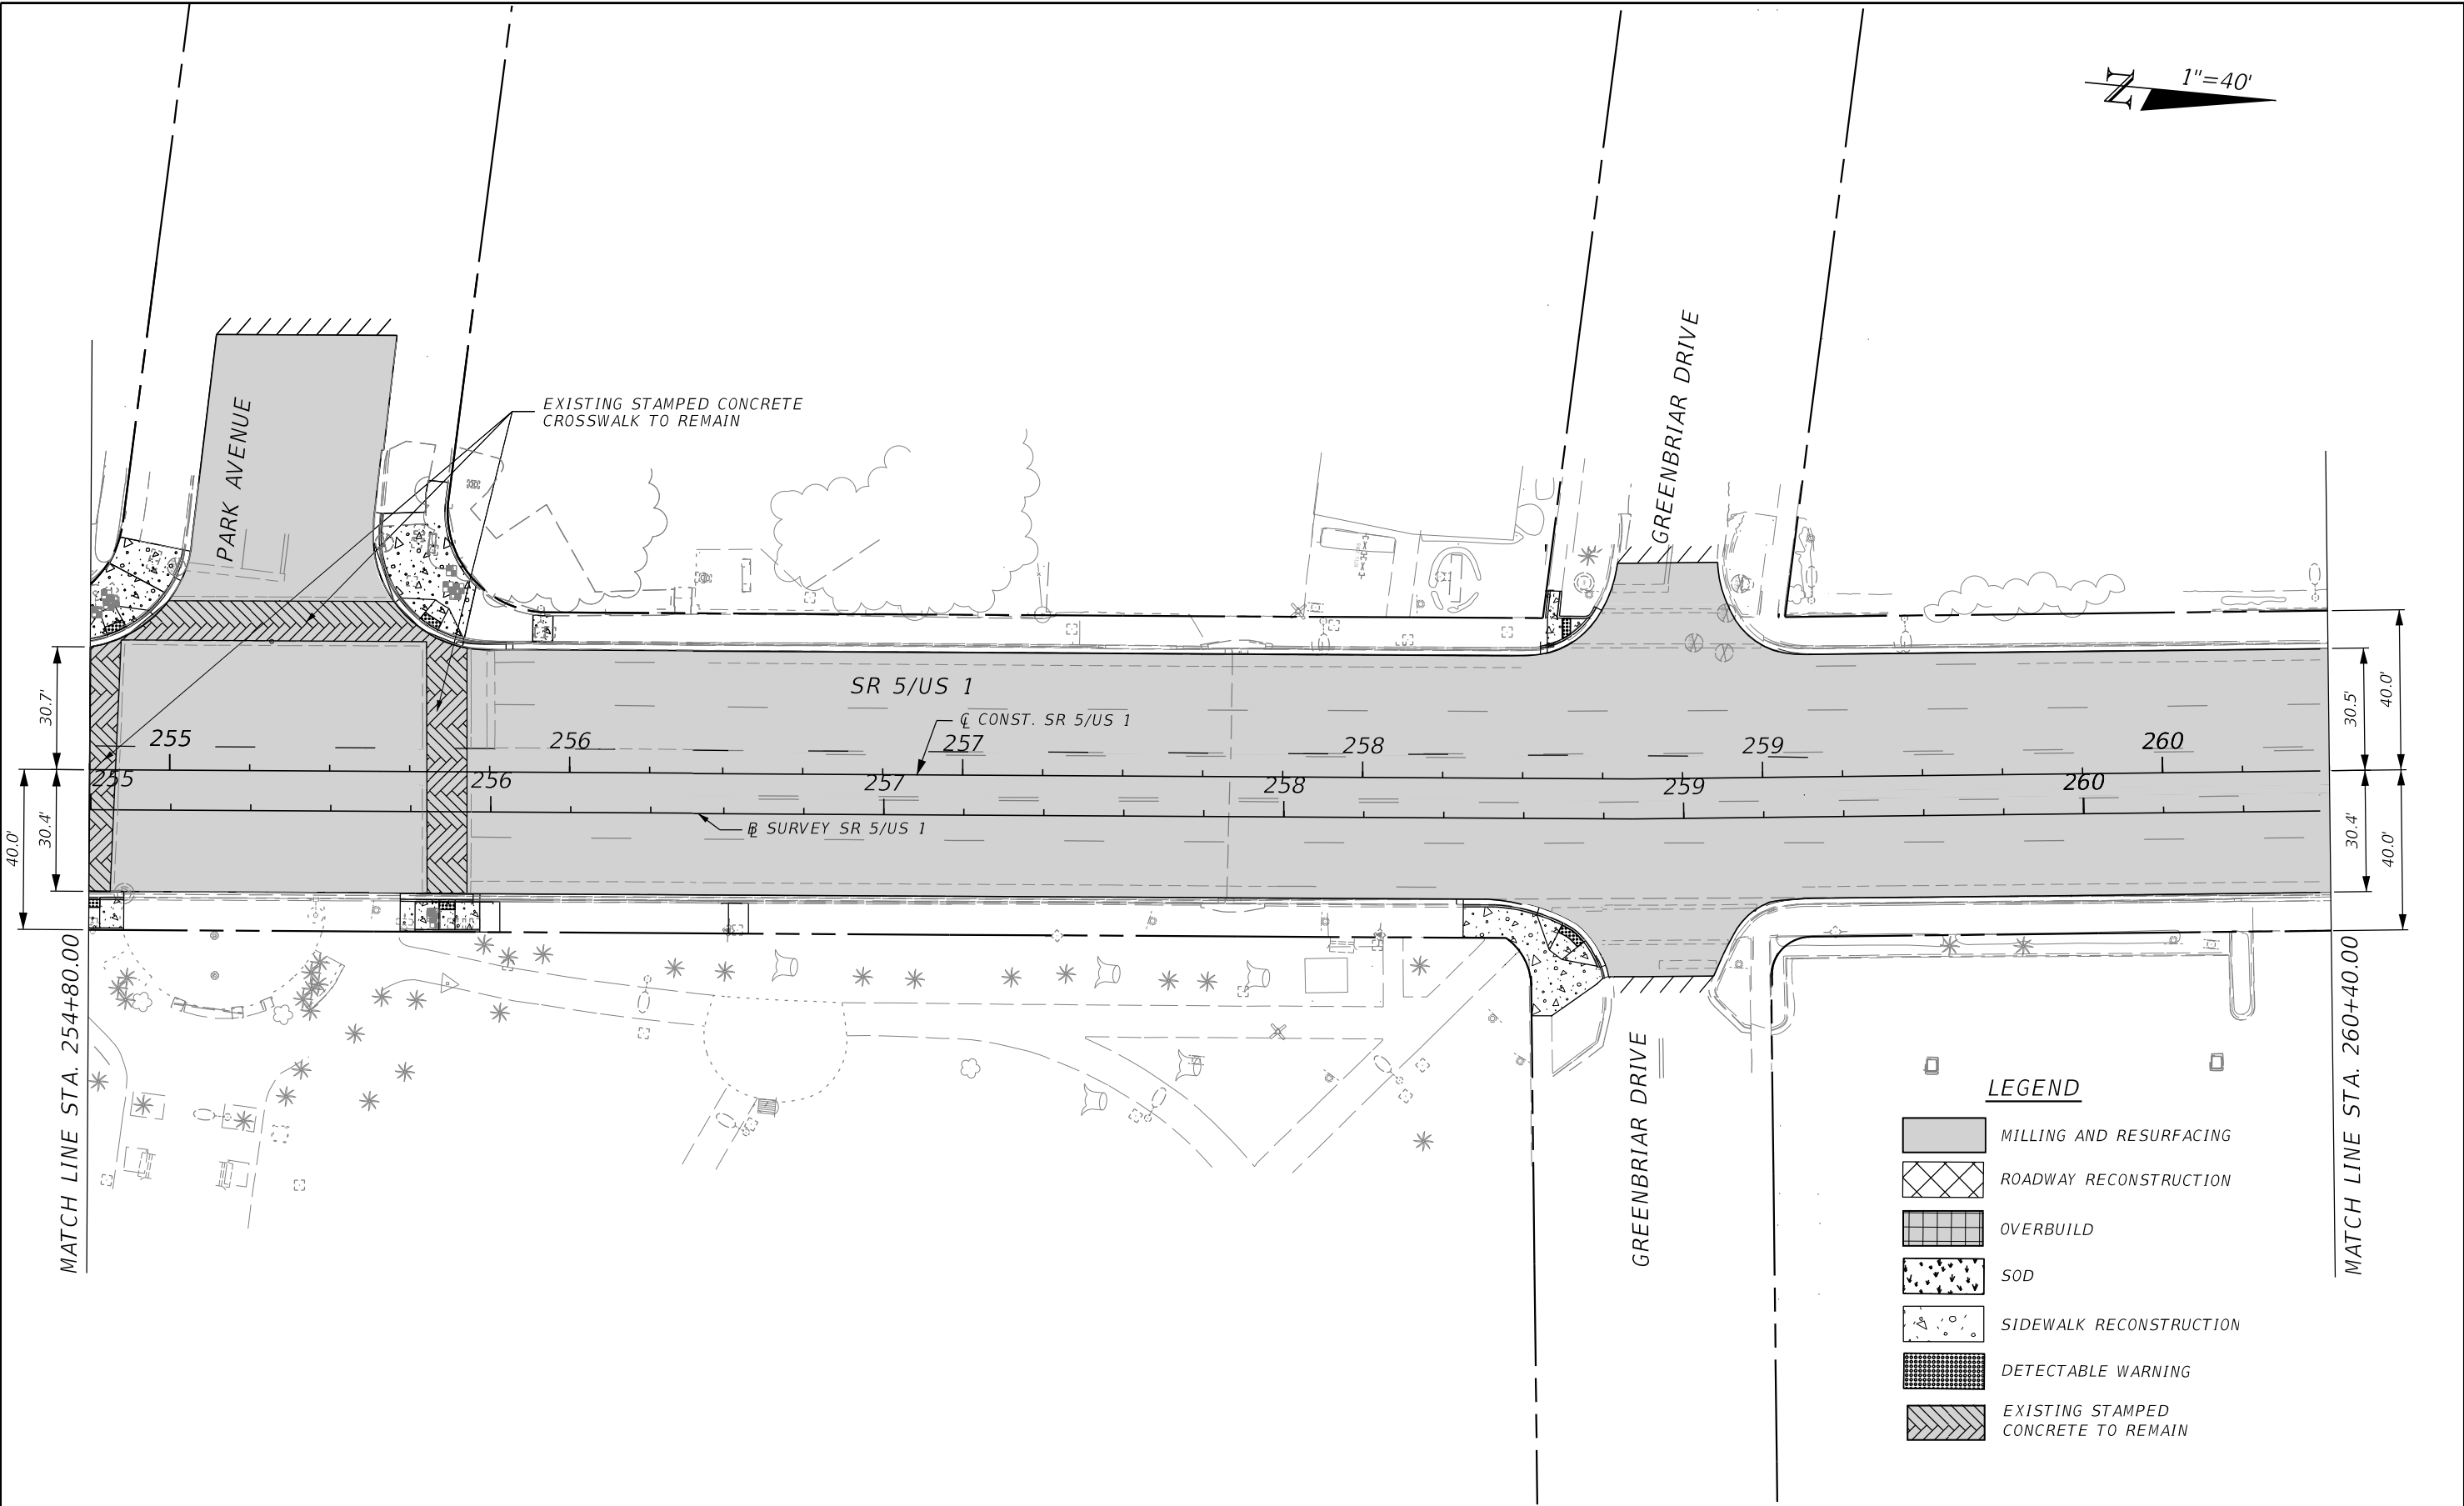 N
1"=40'
PARK AVENUE
EXISTING STAMPED CONCRETE
CROSSWALK TO REMAIN
GREENBRIAR DRIVE
SR 5/US 1
℄ CONST. SR 5/US 1
255
256
257
258
259
260
255
256
257
258
259
260
℄ SURVEY SR 5/US 1
30.7'
30.4'
40.0'
30.5'
40.0'
30.4'
40.0'
MATCH LINE STA. 254+80.00
MATCH LINE STA. 260+40.00
GREENBRIAR DRIVE
LEGEND
MILLING AND RESURFACING
ROADWAY RECONSTRUCTION
OVERBUILD
SOD
SIDEWALK RECONSTRUCTION
DETECTABLE WARNING
EXISTING STAMPED
CONCRETE TO REMAIN